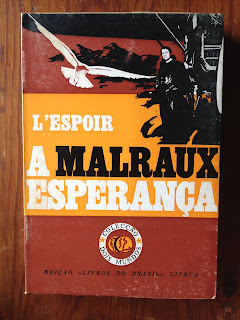 L'ESPOIR
A MALRAUX
ESPERANÇA
COLECÇÃO
DOIS MUNDOS
EDIÇÃO «LIVROS DO BRASIL» LISBOA